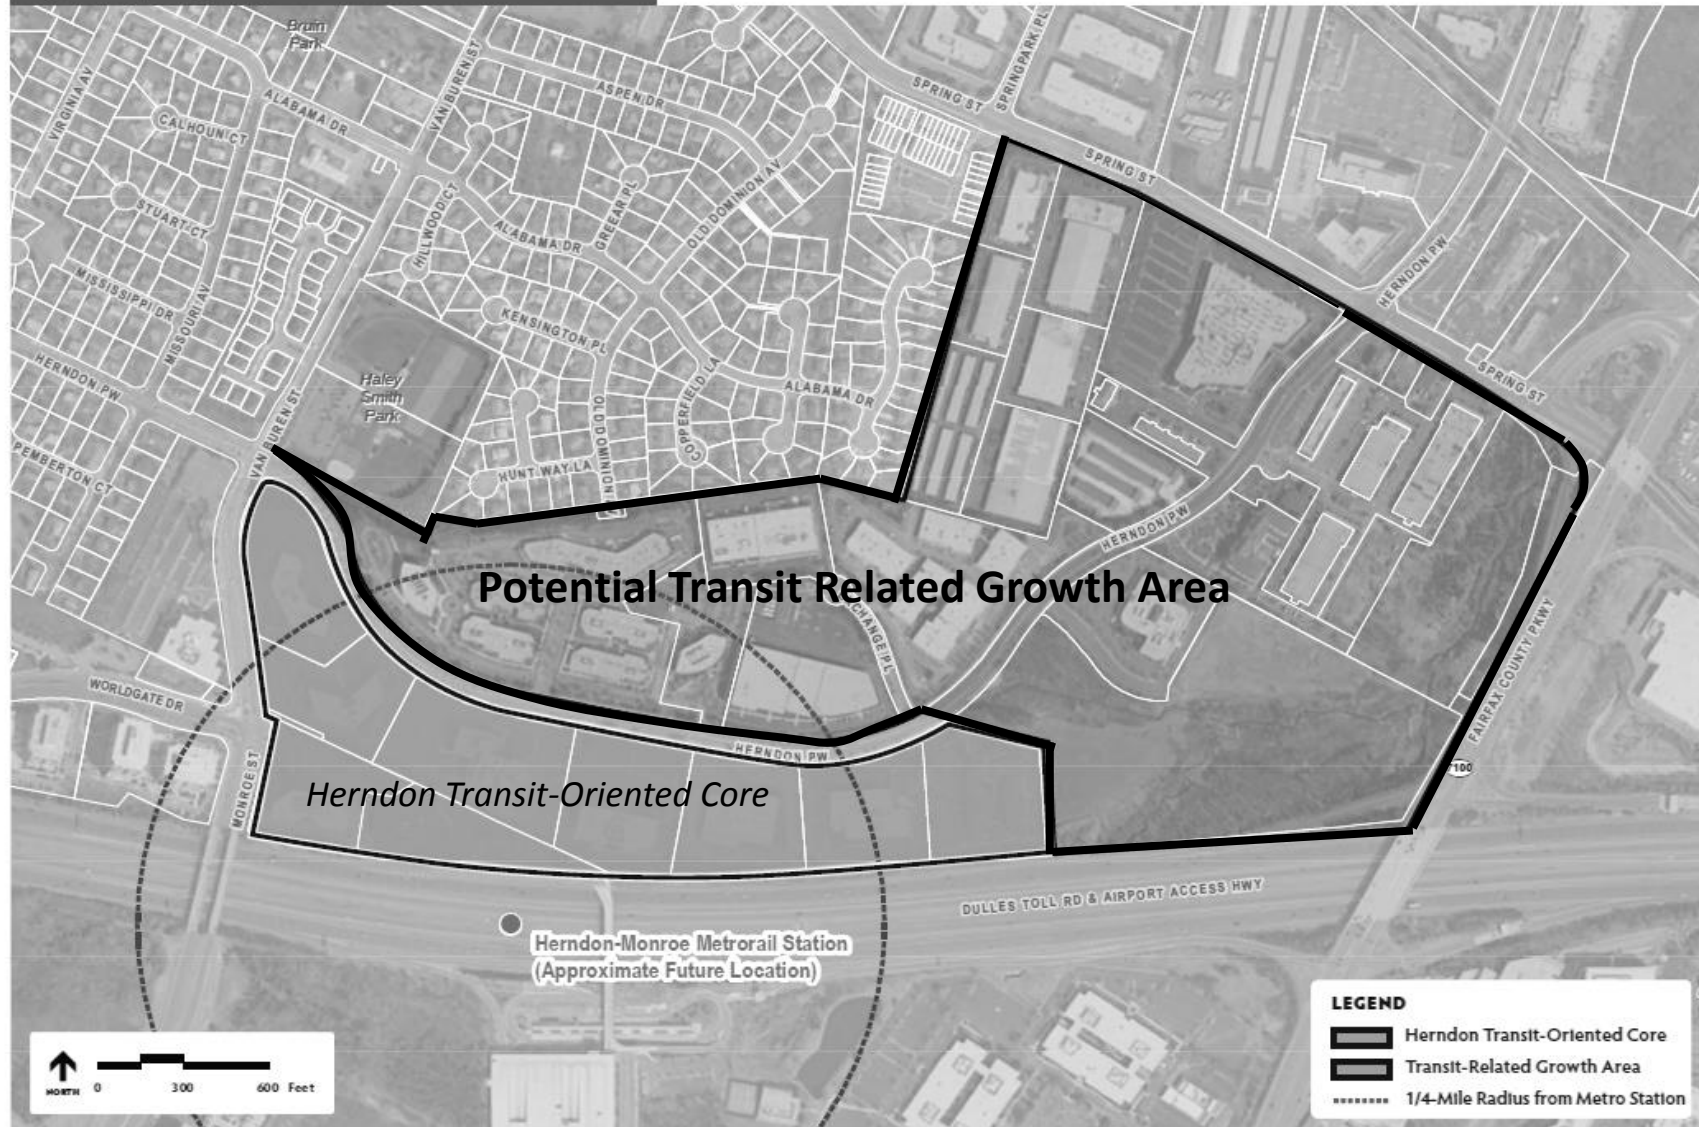 Bruin
Park
VIRGINIA AV
CALHOUN CT
ALABAMA DR
VAN BUREN ST
ASPEN DR
SPRING ST
SPRINGPARK PL
STUART CT
HILLWOOD CT
ALABAMA DR
GREEAR PL
OLD DOMINION AV
SPRING ST
HERNDON PW
MISSISSIPPI DR
MISSOURI AV
KENSINGTON PL
HERNDON PW
Haley
Smith
Park
COPPERFIELD LA
ALABAMA DR
SPRING ST
VAN BUREN ST
OLD DOMINION AV
PEMBERTON CT
HUNT WAY LA
HERNDON PW
Potential Transit Related Growth Area
CHANGE PL
FAIRFAX COUNTY PKWY
WORLDGATE DR
HERNDON PW
7100
MONROE ST
Herndon Transit-Oriented Core
DULLES TOLL RD & AIRPORT ACCESS HWY
Herndon-Monroe Metrorail Station
(Approximate Future Location)
LEGEND
Herndon Transit-Oriented Core
Transit-Related Growth Area
1/4-Mile Radius from Metro Station
NORTH
0 300 600 Feet